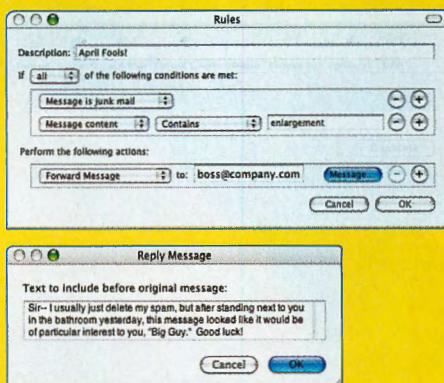 Rules
Description: April Fools!
If all of the following conditions are met:
Message is junk mail
Message content Contains enlargement
Perform the following actions:
Forward Message to: boss@company.com Message...
Cancel OK
Reply Message
Text to include before original message:
Sir-- I usually just delete my spam, but after standing next to you
in the bathroom yesterday, this message looked like it would be
of particular interest to you, "Big Guy." Good luck!
Cancel OK